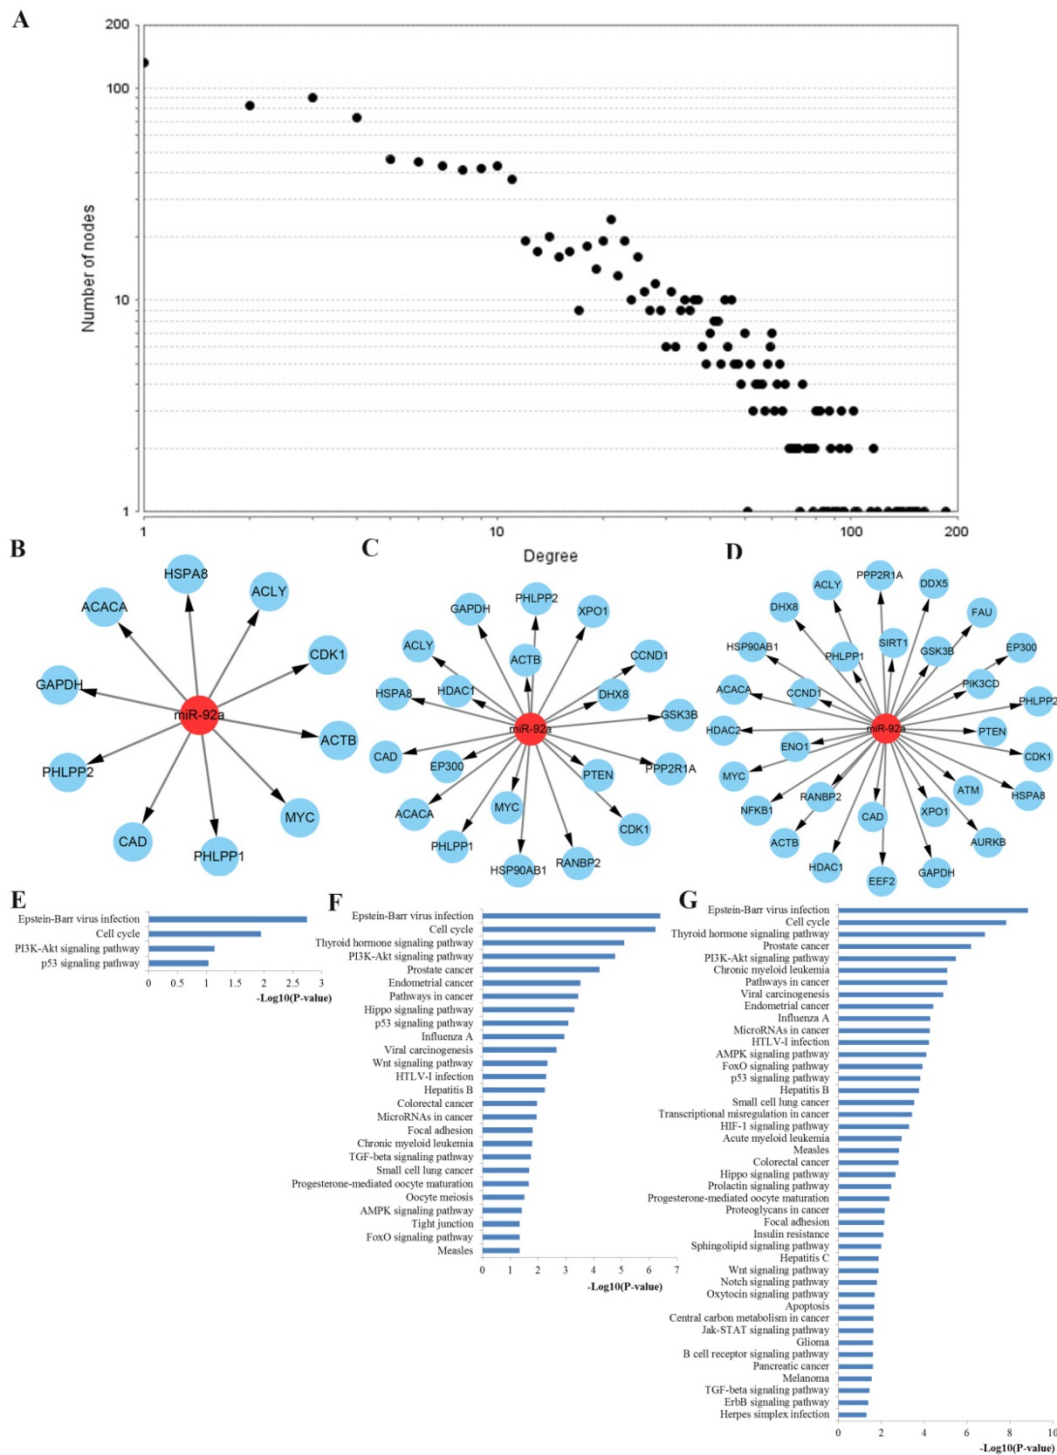 A
200
100
10
1
Number of nodes
1
10
100
200
Degree
B
HSPA8
ACLY
ACACA
CDK1
GAPDH
miR-92a
ACTB
PHLPP2
MYC
CAD
PHLPP1
C
PHLPP2
GAPDH
XPO1
ACLY
ACTB
CCND1
HSPA8
HDAC1
DHX8
GSK3B
miR-92a
CAD
EP300
PTEN
PPP2R1A
ACACA
MYC
CDK1
PHLPP1
HSP90AB1
RANBP2
D
PPP2R1A
ACLY
DDX5
DHX8
FAU
HSP90AB1
SIRT1
PHLPP1
GSK3B
EP300
ACACA
CCND1
PIK3CD
PHLPP2
HDAC2
miR-92a
PTEN
ENO1
CDK1
MYC
NFKB1
RANBP2
ATM
HSPA8
CAD
XPO1
ACTB
AURKB
HDAC1
EEF2
GAPDH
E
Epstein-Barr virus infection
Cell cycle
PI3K-Akt signaling pathway
p53 signaling pathway
0 0.5 1 1.5 2 2.5 3
-Log10(P-value)
F
Epstein-Barr virus infection
Cell cycle
Thyroid hormone signaling pathway
PI3K-Akt signaling pathway
Prostate cancer
Endometrial cancer
Pathways in cancer
Hippo signaling pathway
p53 signaling pathway
Influenza A
Viral carcinogenesis
Wnt signaling pathway
HTLV-I infection
Hepatitis B
Colorectal cancer
MicroRNAs in cancer
Focal adhesion
Chronic myeloid leukemia
TGF-beta signaling pathway
Small cell lung cancer
Progesterone-mediated oocyte maturation
Oocyte meiosis
AMPK signaling pathway
Tight junction
FoxO signaling pathway
Measles
0 1 2 3 4 5 6 7
-Log10(P-value)
G
Epstein-Barr virus infection
Cell cycle
Thyroid hormone signaling pathway
Prostate cancer
PI3K-Akt signaling pathway
Chronic myeloid leukemia
Pathways in cancer
Viral carcinogenesis
Endometrial cancer
Influenza A
MicroRNAs in cancer
HTLV-I infection
AMPK signaling pathway
FoxO signaling pathway
p53 signaling pathway
Hepatitis B
Small cell lung cancer
Transcriptional misregulation in cancer
HIF-1 signaling pathway
Acute myeloid leukemia
Measles
Colorectal cancer
Hippo signaling pathway
Prolactin signaling pathway
Progesterone-mediated oocyte maturation
Proteoglycans in cancer
Focal adhesion
Insulin resistance
Sphingolipid signaling pathway
Hepatitis C
Wnt signaling pathway
Notch signaling pathway
Oxytocin signaling pathway
Apoptosis
Central carbon metabolism in cancer
Jak-STAT signaling pathway
Glioma
B cell receptor signaling pathway
Pancreatic cancer
Melanoma
TGF-beta signaling pathway
ErbB signaling pathway
Herpes simplex infection
0 2 4 6 8 10
-Log10(P-value)